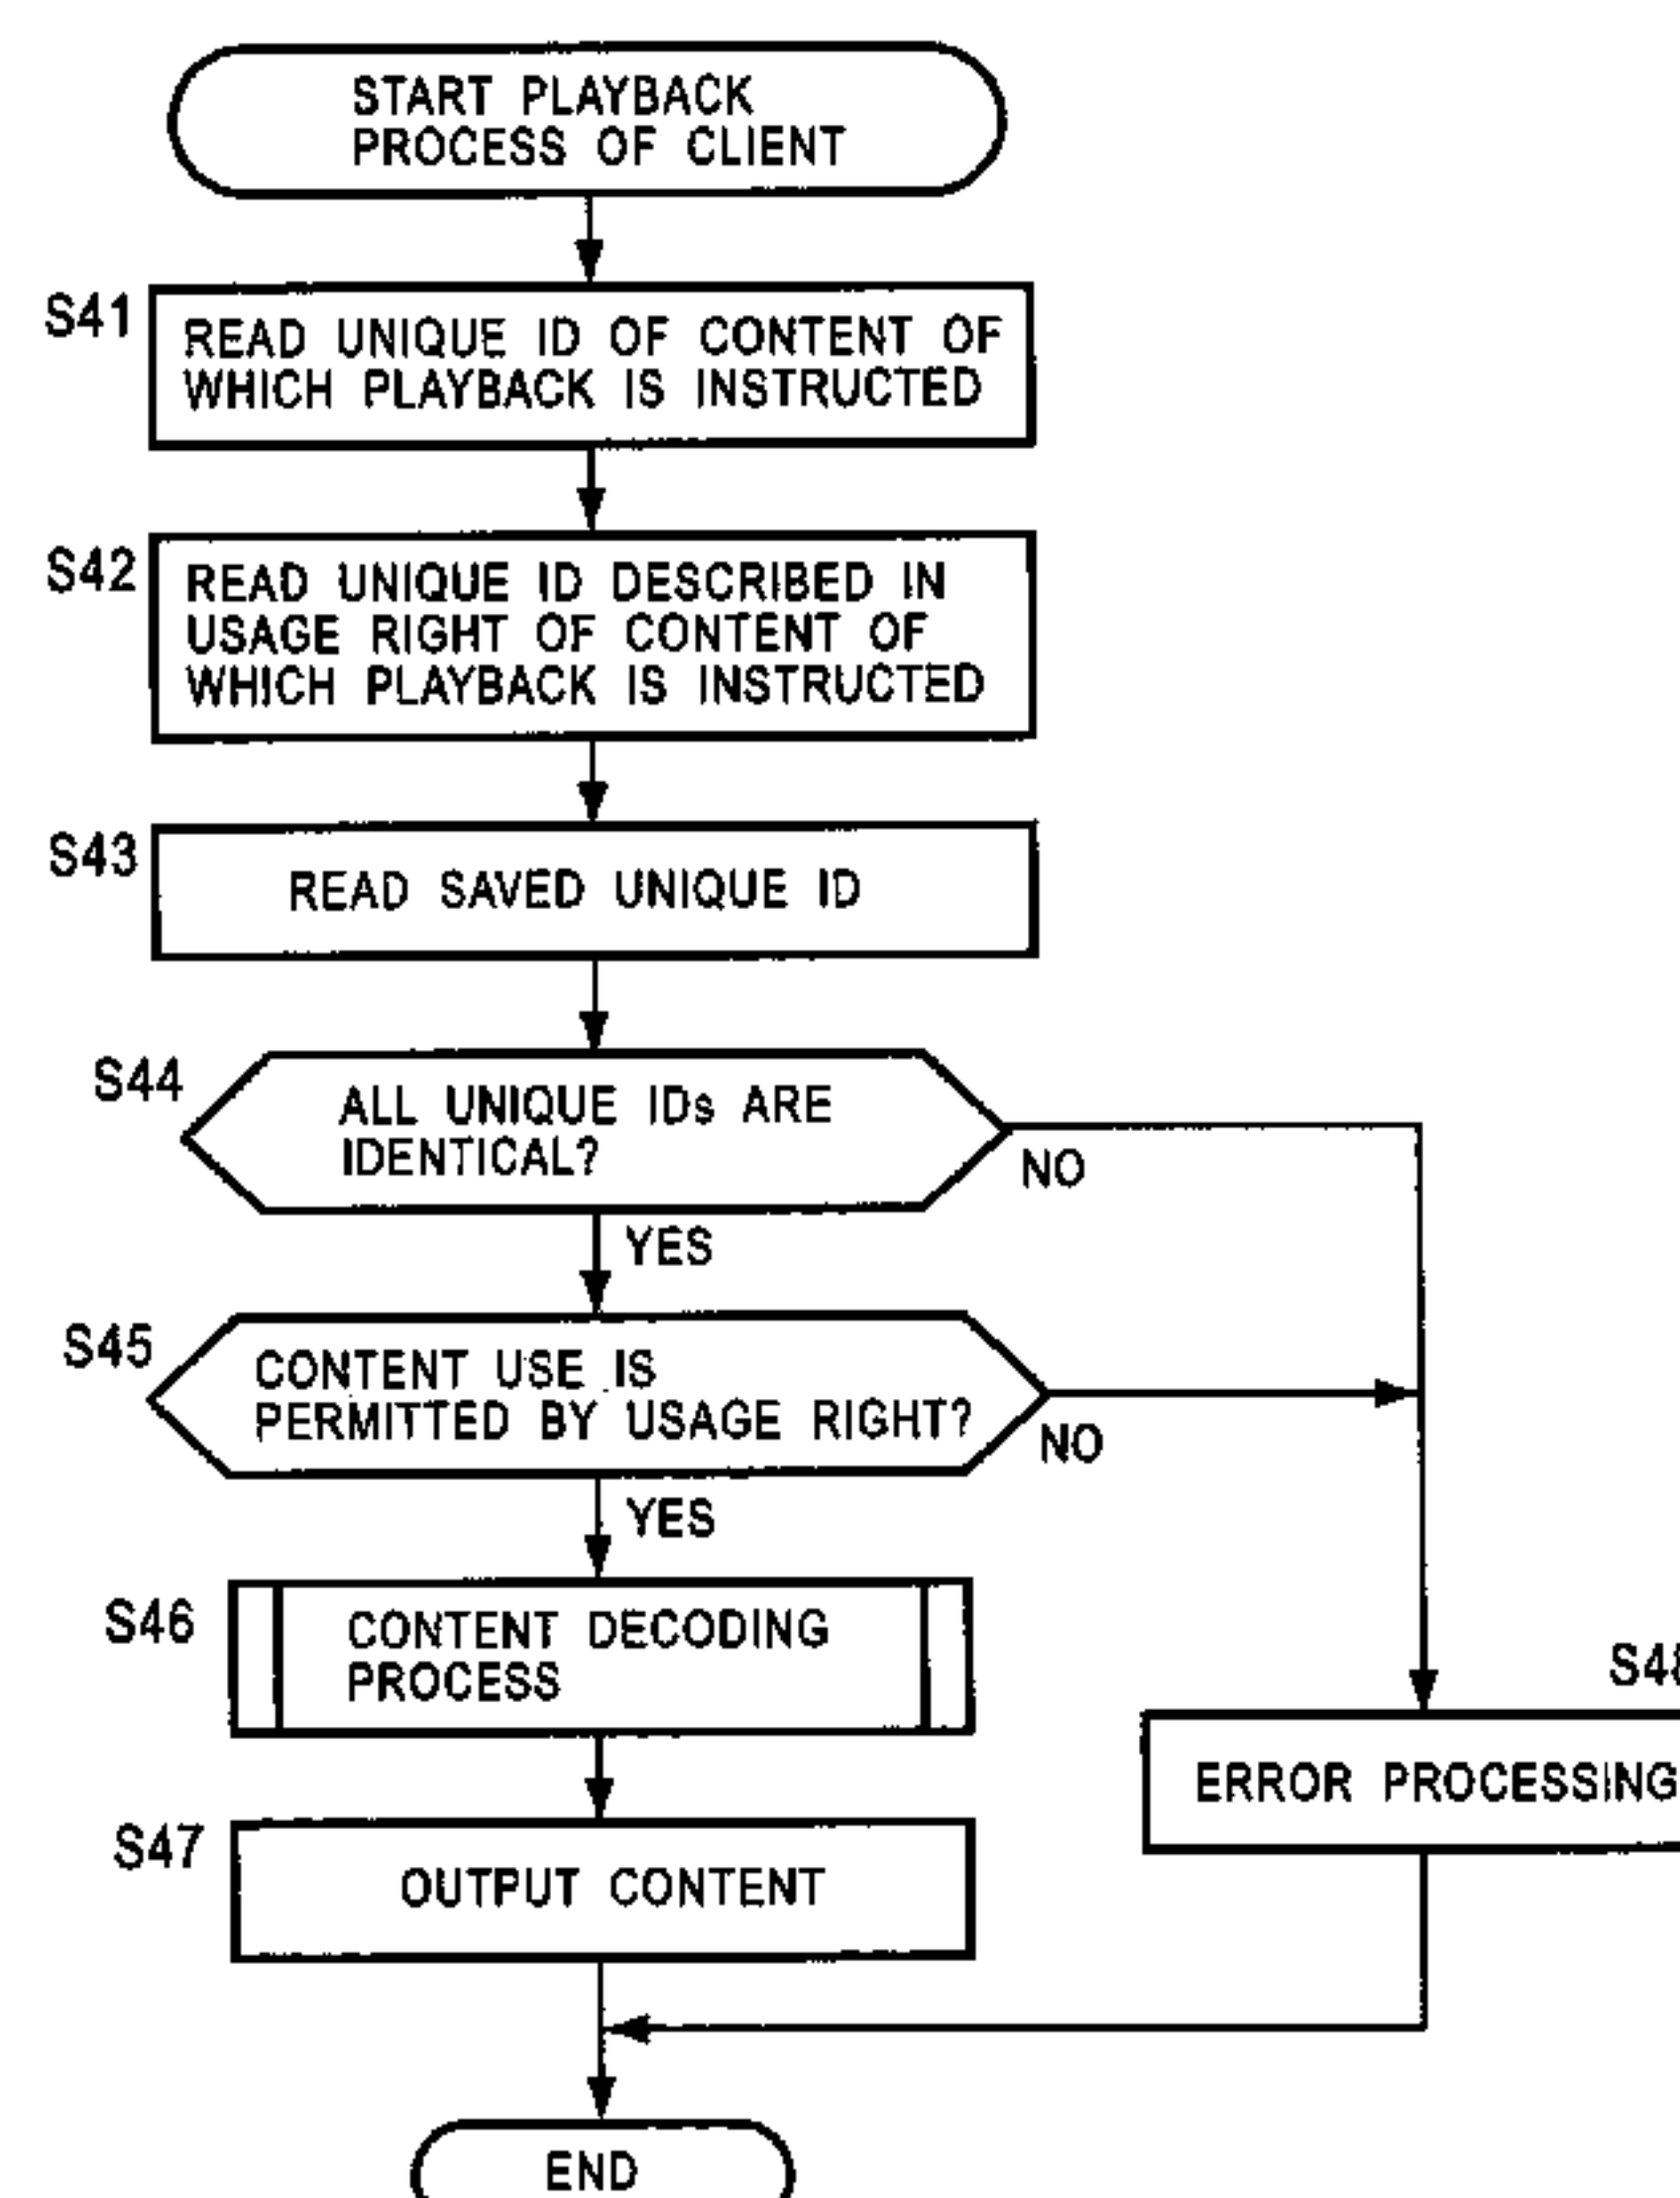 START PLAYBACK
PROCESS OF CLIENT
S41
READ UNIQUE ID OF CONTENT OF
WHICH PLAYBACK IS INSTRUCTED
S42
READ UNIQUE ID DESCRIBED IN
USAGE RIGHT OF CONTENT OF
WHICH PLAYBACK IS INSTRUCTED
S43
READ SAVED UNIQUE ID
S44
ALL UNIQUE IDs ARE
IDENTICAL?
NO
YES
S45
CONTENT USE IS
PERMITTED BY USAGE RIGHT?
NO
YES
S46
CONTENT DECODING
PROCESS
ERROR PROCESSING
S47
OUTPUT CONTENT
END